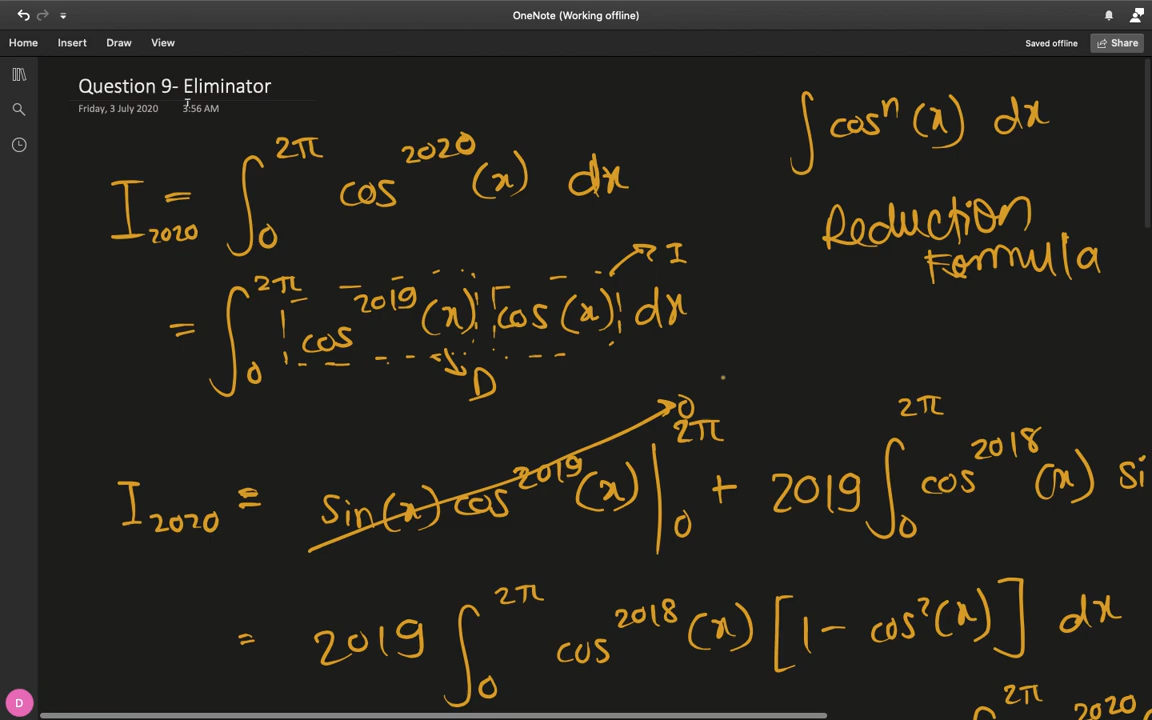 OneNote (Working offline)
Home Insert Draw View
Saved offline Share
Question 9- Eliminator
Friday, 3 July 2020 3:56 AM
∫ cosⁿ (x) dx
Reduction
Formula
I₂₀₂₀ = ∫₀^2π cos^2020 (x) dx
= ∫₀^2π cos^2019 (x) cos (x) dx
I
D
0
I₂₀₂₀ = sin(x) cos^2019 (x) |₀^2π + 2019 ∫₀^2π cos^2018 (x) si
= 2019 ∫₀^2π cos^2018 (x) [1 - cos²(x)] dx
2π 2020
D